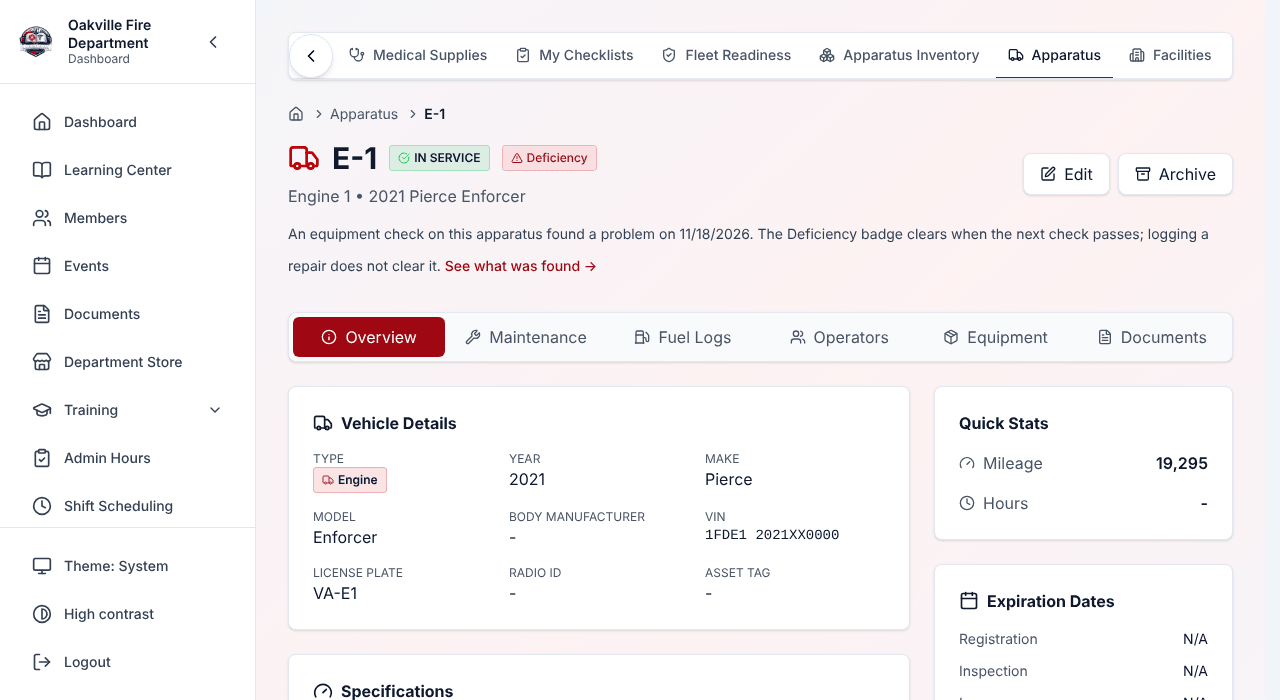 Oakville Fire
Department
Dashboard
Dashboard
Learning Center
Members
Events
Documents
Department Store
Training
Admin Hours
Shift Scheduling
Theme: System
High contrast
Logout
Medical Supplies
My Checklists
Fleet Readiness
Apparatus Inventory
Apparatus
Facilities
Apparatus
E-1
E-1
IN SERVICE
Deficiency
Engine 1 • 2021 Pierce Enforcer
Edit
Archive
An equipment check on this apparatus found a problem on 11/18/2026. The Deficiency badge clears when the next check passes; logging a
repair does not clear it. See what was found →
Overview
Maintenance
Fuel Logs
Operators
Equipment
Documents
Vehicle Details
TYPE
Engine
YEAR
2021
MAKE
Pierce
MODEL
Enforcer
BODY MANUFACTURER
-
VIN
1FDE1 2021XX0000
LICENSE PLATE
VA-E1
RADIO ID
-
ASSET TAG
-
Specifications
Quick Stats
Mileage 19,295
Hours -
Expiration Dates
Registration N/A
Inspection N/A